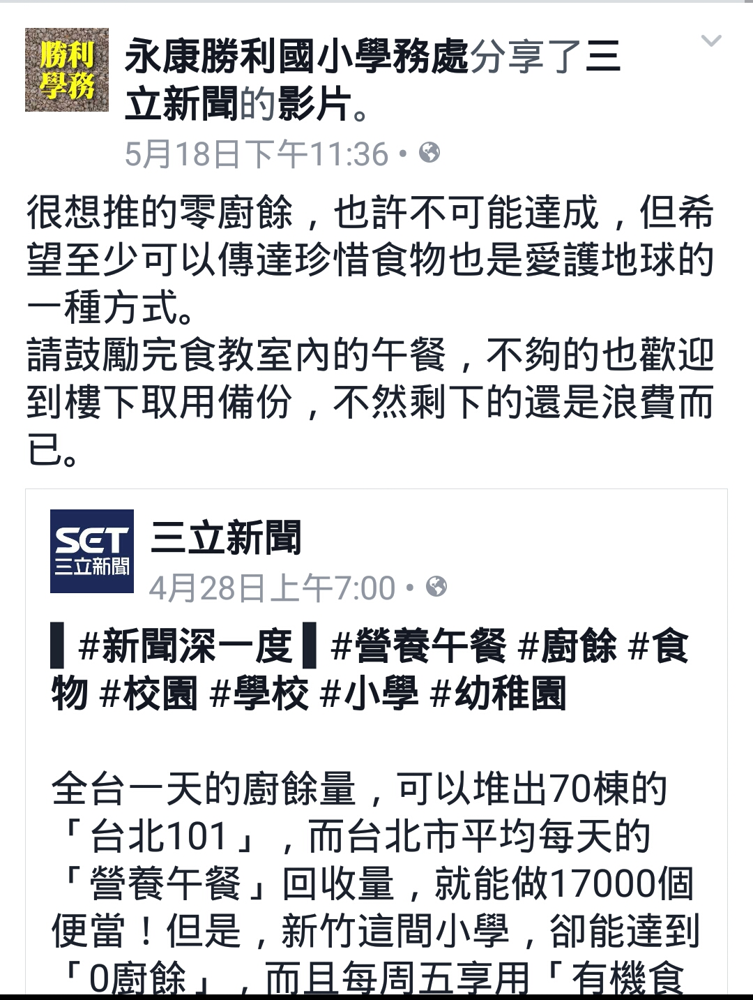 勝利
學務
永康勝利國小學務處分享了三
立新聞的影片。
5月18日下午11:36
很想推的零廚餘，也許不可能達成，但希
望至少可以傳達珍惜食物也是愛護地球的
一種方式。
請鼓勵完食教室內的午餐，不夠的也歡迎
到樓下取用備份，不然剩下的還是浪費而
已。
SET
三立新聞
三立新聞
4月28日上午7:00
▌#新聞深一度▌#營養午餐 #廚餘 #食
物 #校園 #學校 #小學 #幼稚園
全台一天的廚餘量，可以堆出70棟的
「台北101」，而台北市平均每天的
「營養午餐」回收量，就能做17000個
便當！但是，新竹這間小學，卻能達到
「0廚餘」，而且每周五享用「有機食